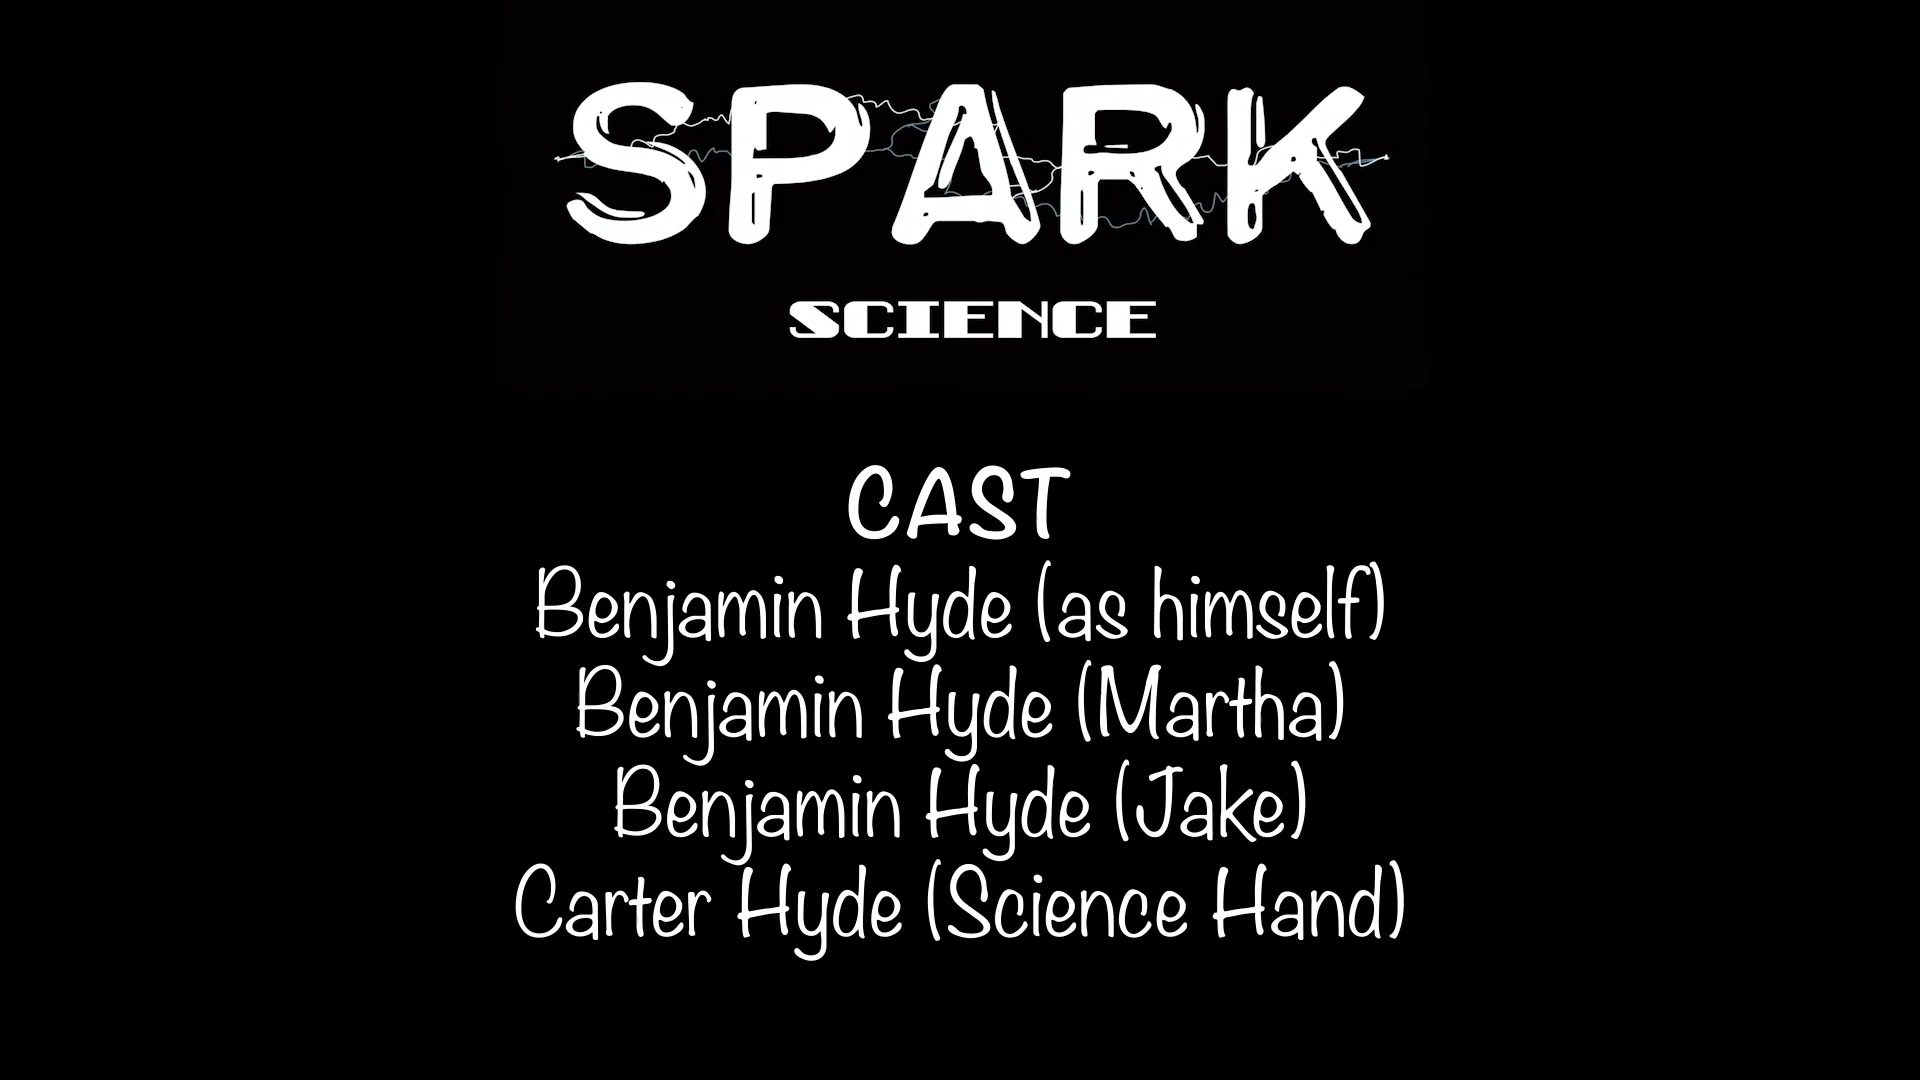 SPARK
SCIENCE
CAST
Benjamin Hyde (as himself)
Benjamin Hyde (Martha)
Benjamin Hyde (Jake)
Carter Hyde (Science Hand)